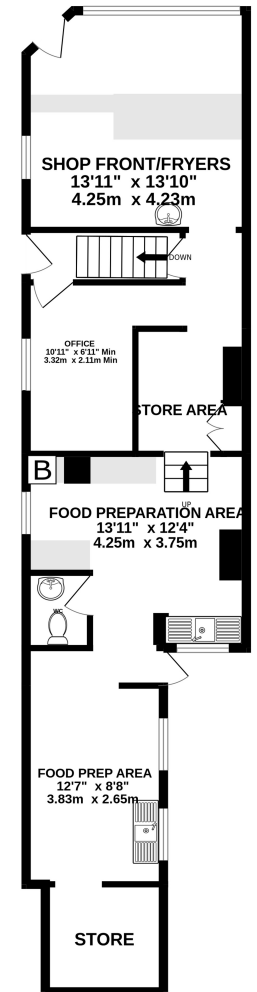 SHOP FRONT/FRYERS
13'11" x 13'10"
4.25m x 4.23m
DOWN
OFFICE
10'11" x 6'11" Min
3.32m x 2.11m Min
STORE AREA
B
UP
FOOD PREPARATION AREA
13'11" x 12'4"
4.25m x 3.75m
WC
FOOD PREP AREA
12'7" x 8'8"
3.83m x 2.65m
STORE